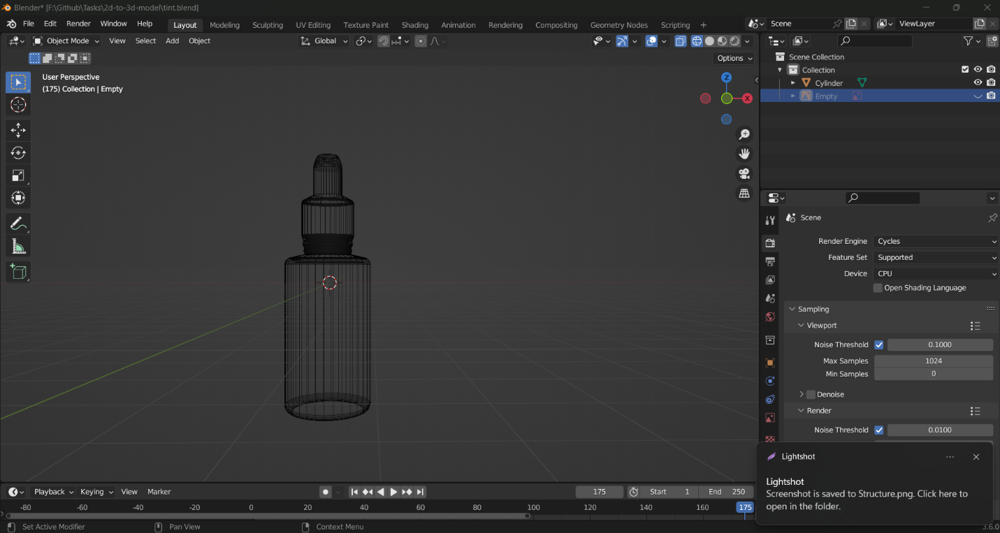 Blender* [F:\Github\Tasks\2d-to-3d-model\tint.blend]
File Edit Render Window Help Layout Modeling Sculpting UV Editing Texture Paint Shading Animation Rendering Compositing Geometry Nodes Scripting + Scene ViewLayer
Object Mode View Select Add Object Global
Options
User Perspective
(175) Collection | Empty
Z
X
Scene Collection
Collection
Cylinder
Empty
Scene
Render Engine Cycles
Feature Set Supported
Device CPU
Open Shading Language
Sampling
Viewport
Noise Threshold 0.1000
Max Samples 1024
Min Samples 0
Denoise
Render
Noise Threshold 0.0100
Lightshot
Lightshot
Screenshot is saved to Structure.png. Click here to
open in the folder.
Playback Keying View Marker 175 Start 1 End 250
-80 -60 -40 -20 0 20 40 60 80 100 120 140 160 175
Set Active Modifier Pan View Context Menu 3.6.0